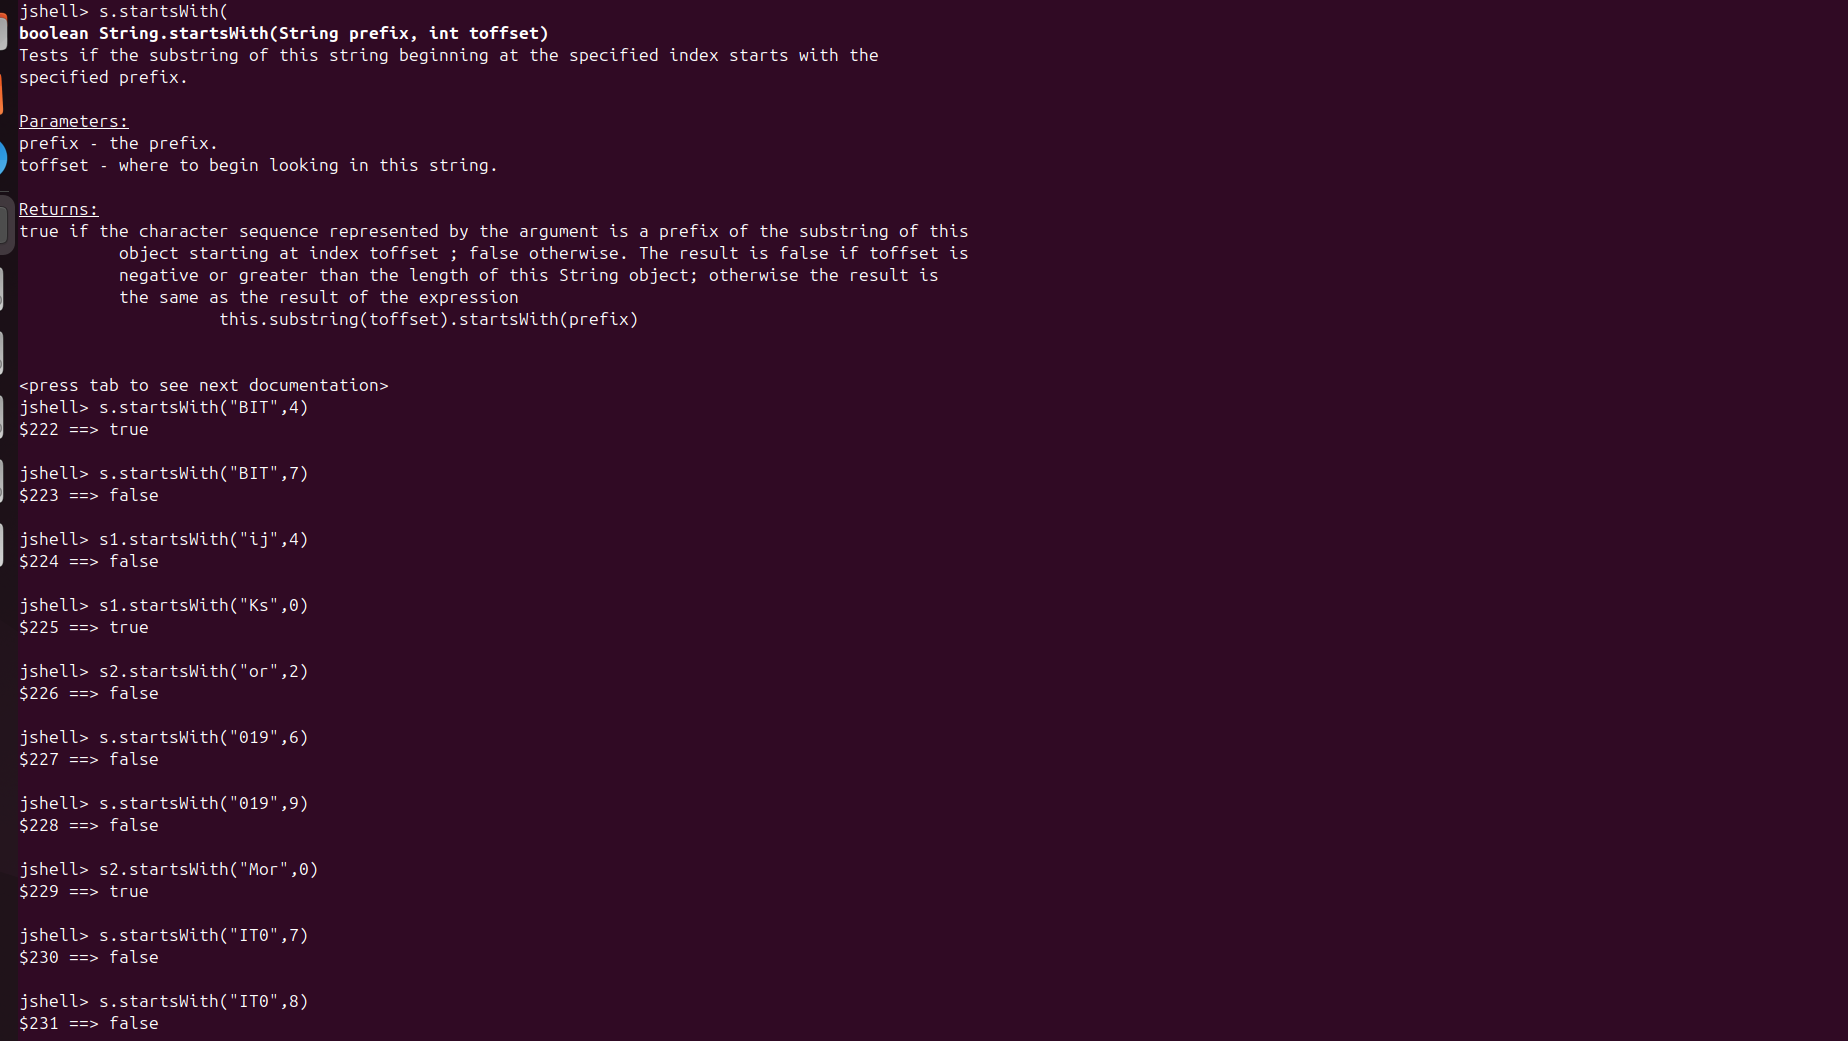 jshell> s.startsWith(
boolean String.startsWith(String prefix, int toffset)
Tests if the substring of this string beginning at the specified index starts with the
specified prefix.
Parameters:
prefix - the prefix.
toffset - where to begin looking in this string.
Returns:
true if the character sequence represented by the argument is a prefix of the substring of this
object starting at index toffset ; false otherwise. The result is false if toffset is
negative or greater than the length of this String object; otherwise the result is
the same as the result of the expression
this.substring(toffset).startsWith(prefix)
<press tab to see next documentation>
jshell> s.startsWith("BIT",4)
$222 ==> true
jshell> s.startsWith("BIT",7)
$223 ==> false
jshell> s1.startsWith("ij",4)
$224 ==> false
jshell> s1.startsWith("Ks",0)
$225 ==> true
jshell> s2.startsWith("or",2)
$226 ==> false
jshell> s.startsWith("019",6)
$227 ==> false
jshell> s.startsWith("019",9)
$228 ==> false
jshell> s2.startsWith("Mor",0)
$229 ==> true
jshell> s.startsWith("IT0",7)
$230 ==> false
jshell> s.startsWith("IT0",8)
$231 ==> false